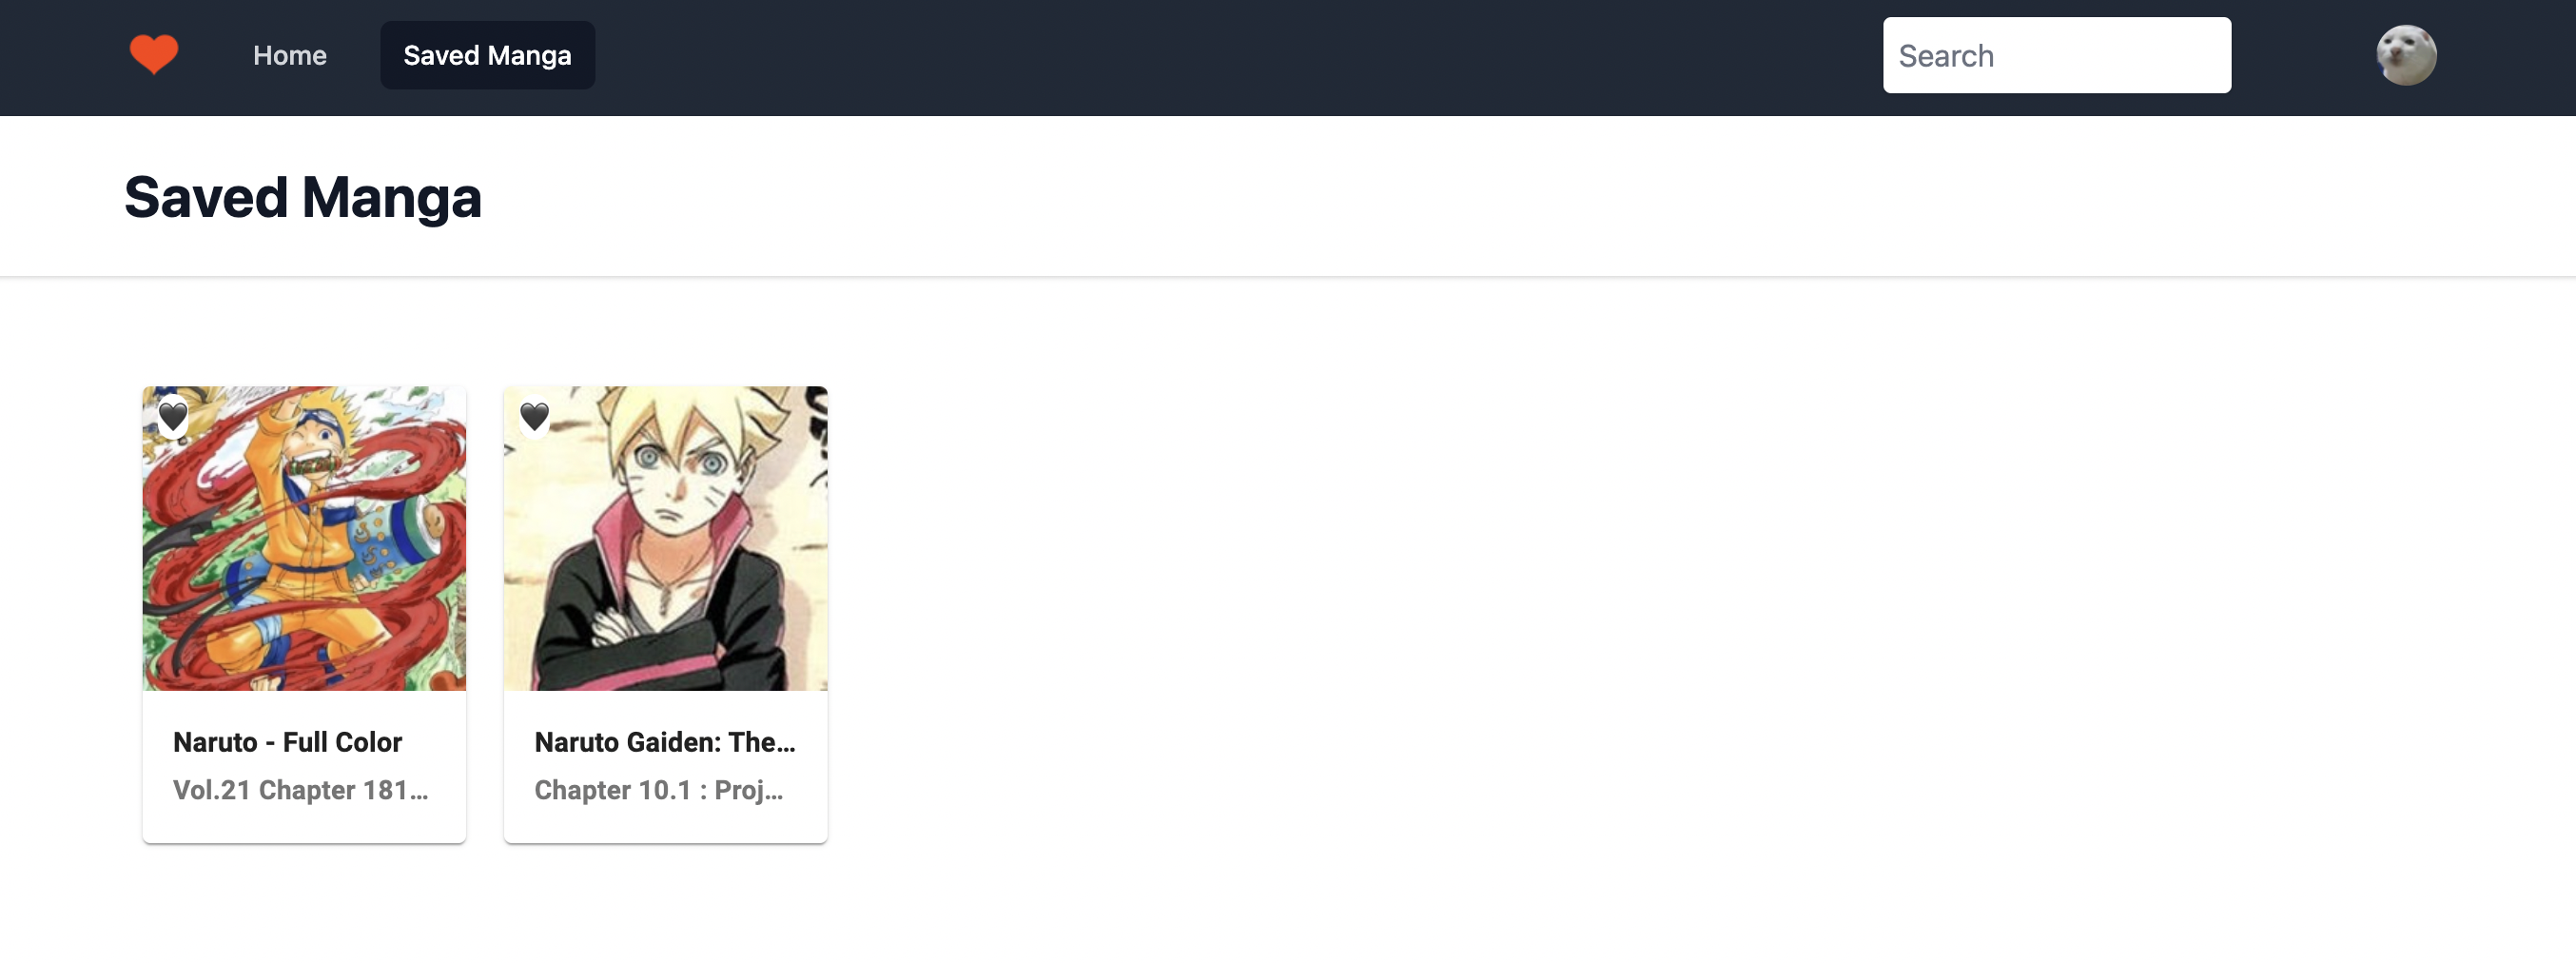 Home
Saved Manga
Search
Saved Manga
Naruto - Full Color
Vol.21 Chapter 181...
Naruto Gaiden: The...
Chapter 10.1 : Proj...